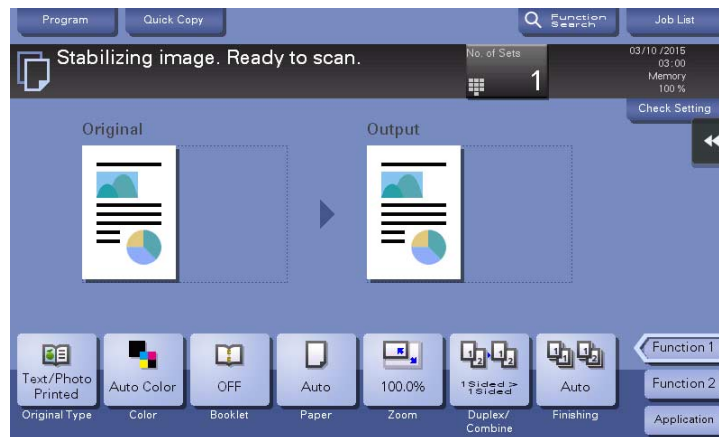 Program
Quick Copy
Function
Search
Job List
Stabilizing image. Ready to scan.
No. of Sets
1
03/10 /2015
03:00
Memory
100 %
Check Setting
Original
Output
Text/Photo
Printed
Auto Color
OFF
Auto
100.0%
1Sided >
1Sided
Auto
Original Type
Color
Booklet
Paper
Zoom
Duplex/
Combine
Finishing
Function 1
Function 2
Application